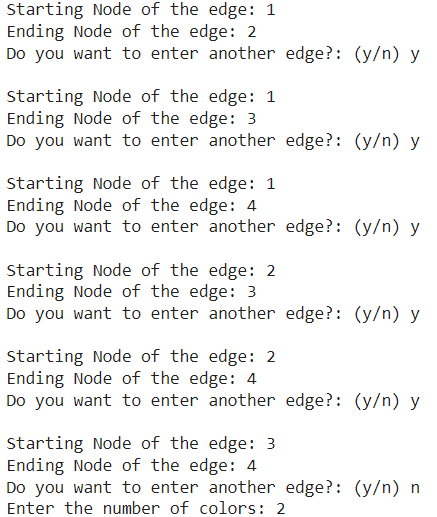 Starting Node of the edge: 1
Ending Node of the edge: 2
Do you want to enter another edge?: (y/n) y
Starting Node of the edge: 1
Ending Node of the edge: 3
Do you want to enter another edge?: (y/n) y
Starting Node of the edge: 1
Ending Node of the edge: 4
Do you want to enter another edge?: (y/n) y
Starting Node of the edge: 2
Ending Node of the edge: 3
Do you want to enter another edge?: (y/n) y
Starting Node of the edge: 2
Ending Node of the edge: 4
Do you want to enter another edge?: (y/n) y
Starting Node of the edge: 3
Ending Node of the edge: 4
Do you want to enter another edge?: (y/n) n
Enter the number of colors: 2